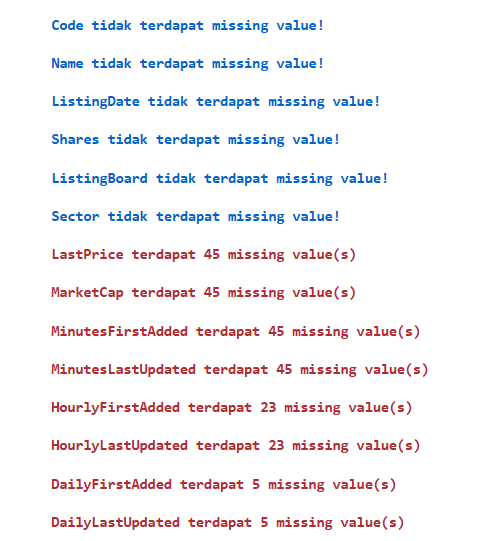 Code tidak terdapat missing value!
Name tidak terdapat missing value!
ListingDate tidak terdapat missing value!
Shares tidak terdapat missing value!
ListingBoard tidak terdapat missing value!
Sector tidak terdapat missing value!
LastPrice terdapat 45 missing value(s)
MarketCap terdapat 45 missing value(s)
MinutesFirstAdded terdapat 45 missing value(s)
MinutesLastUpdated terdapat 45 missing value(s)
HourlyFirstAdded terdapat 23 missing value(s)
HourlyLastUpdated terdapat 23 missing value(s)
DailyFirstAdded terdapat 5 missing value(s)
DailyLastUpdated terdapat 5 missing value(s)